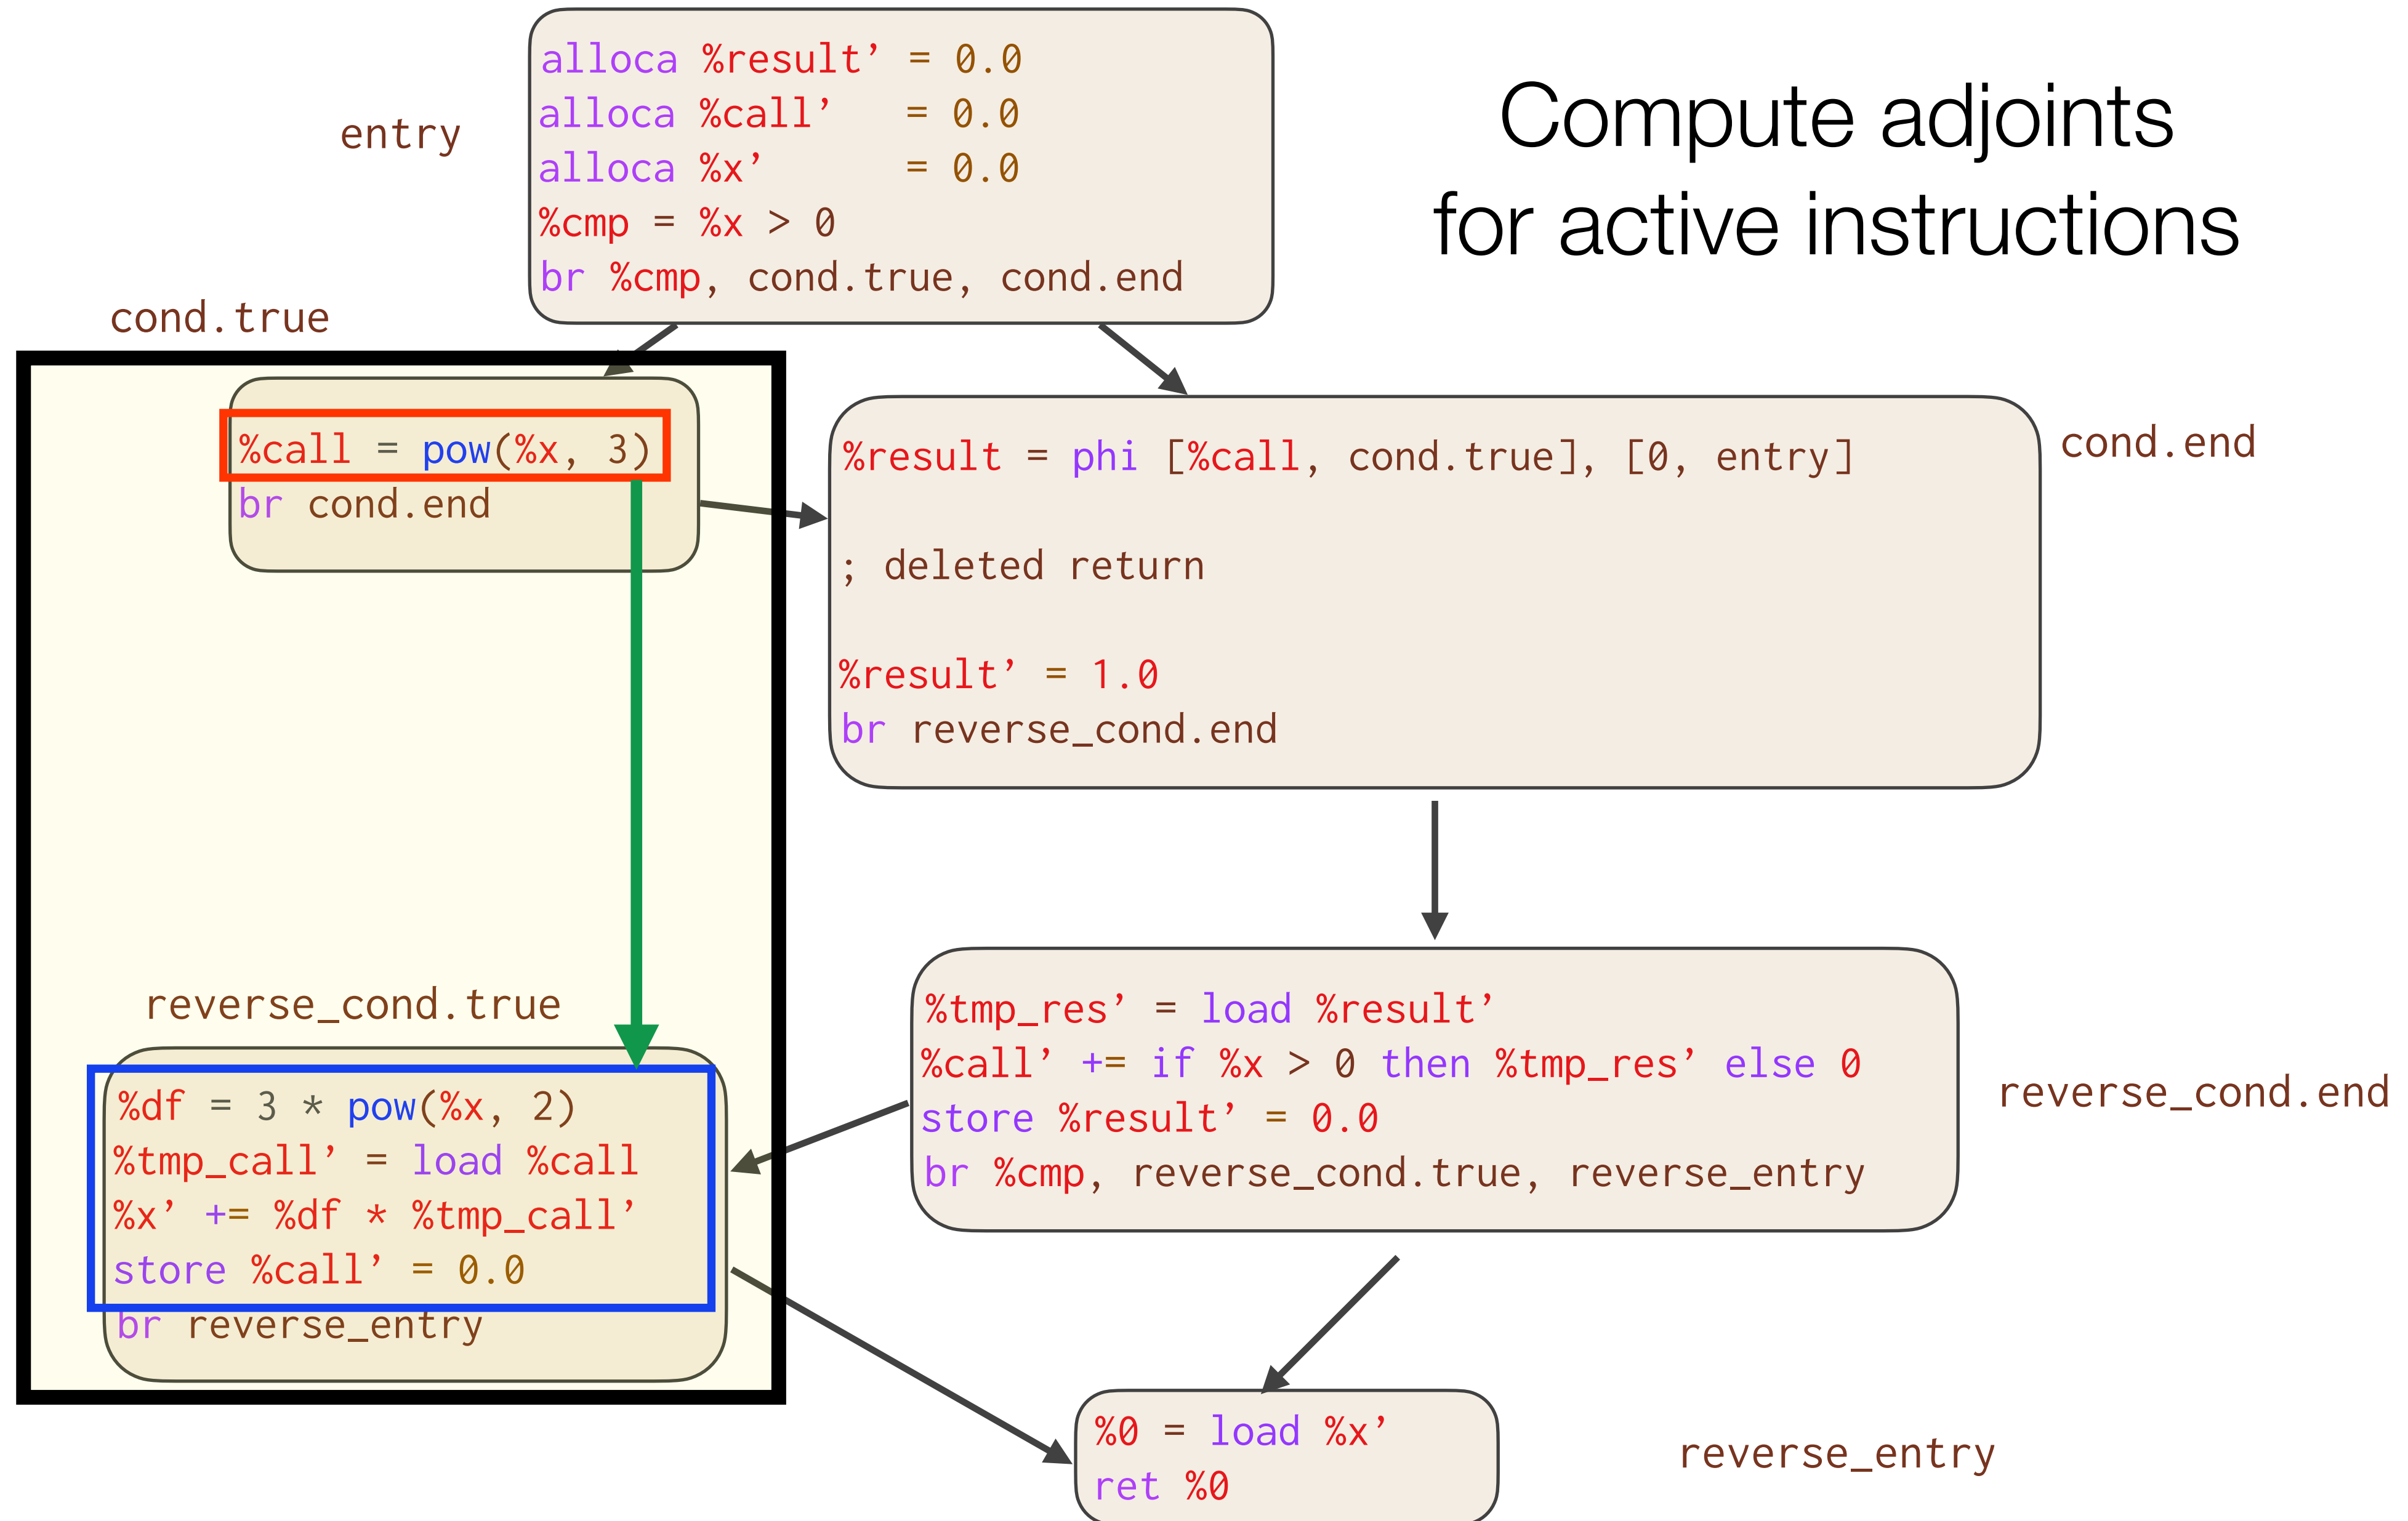 Compute adjoints
for active instructions
entry
alloca %result’ = 0.0
alloca %call’   = 0.0
alloca %x’      = 0.0
%cmp = %x > 0
br %cmp, cond.true, cond.end
cond.true
%call = pow(%x, 3)
br cond.end
cond.end
%result = phi [%call, cond.true], [0, entry]
; deleted return
%result’ = 1.0
br reverse_cond.end
reverse_cond.end
%tmp_res’ = load %result’
%call’ += if %x > 0 then %tmp_res’ else 0
store %result’ = 0.0
br %cmp, reverse_cond.true, reverse_entry
reverse_cond.true
%df = 3 * pow(%x, 2)
%tmp_call’ = load %call
%x’ += %df * %tmp_call’
store %call’ = 0.0
br reverse_entry
reverse_entry
%0 = load %x’
ret %0